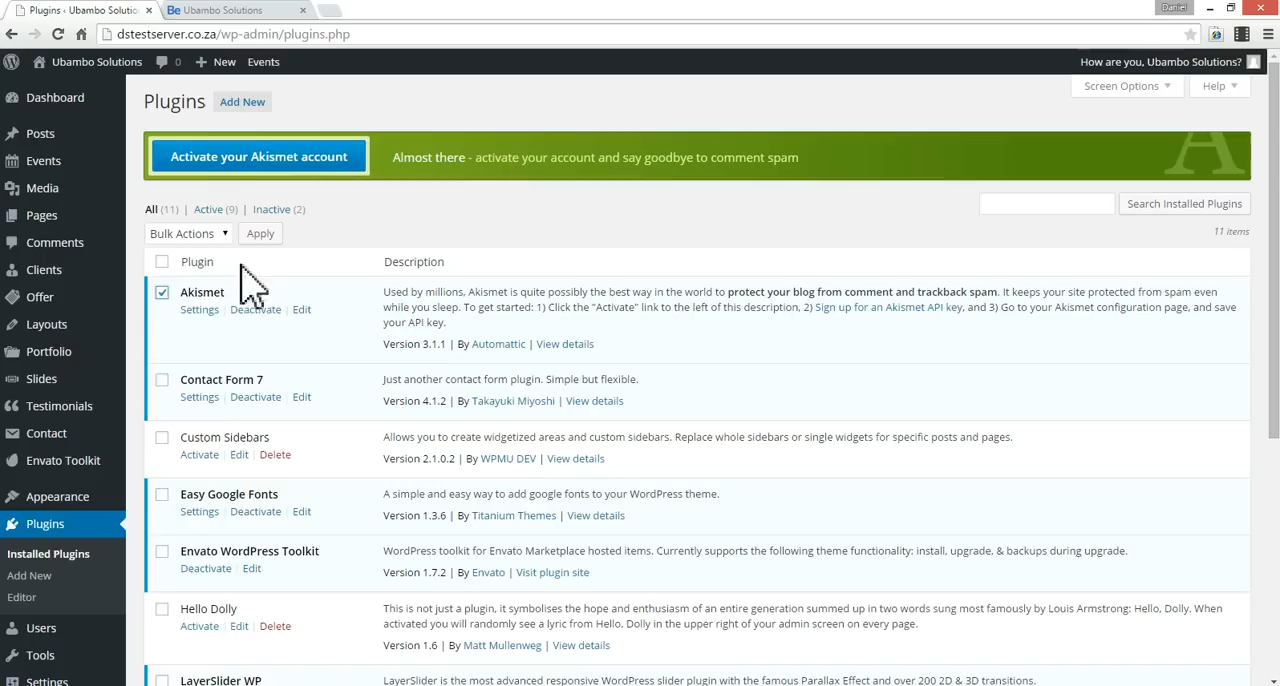 Plugins ‹ Ubambo Solutio ×
Be Ubambo Solutions ×
Daniel
dstestserver.co.za/wp-admin/plugins.php
Ubambo Solutions 0 + New Events
How are you, Ubambo Solutions?
Dashboard
Posts
Events
Media
Pages
Comments
Clients
Offer
Layouts
Portfolio
Slides
Testimonials
Contact
Envato Toolkit
Appearance
Plugins
Installed Plugins
Add New
Editor
Users
Tools
Settings
Screen Options ▼ Help ▼
Plugins Add New
Activate your Akismet account
Almost there - activate your account and say goodbye to comment spam
A
All (11) | Active (9) | Inactive (2)
Search Installed Plugins
Bulk Actions ▼ Apply
11 items
Plugin Description
Akismet
Settings | Deactivate | Edit
Used by millions, Akismet is quite possibly the best way in the world to protect your blog from comment and trackback spam. It keeps your site protected from spam even
while you sleep. To get started: 1) Click the "Activate" link to the left of this description, 2) Sign up for an Akismet API key, and 3) Go to your Akismet configuration page, and save
your API key.
Version 3.1.1 | By Automattic | View details
Contact Form 7
Settings | Deactivate | Edit
Just another contact form plugin. Simple but flexible.
Version 4.1.2 | By Takayuki Miyoshi | View details
Custom Sidebars
Activate | Edit | Delete
Allows you to create widgetized areas and custom sidebars. Replace whole sidebars or single widgets for specific posts and pages.
Version 2.1.0.2 | By WPMU DEV | View details
Easy Google Fonts
Settings | Deactivate | Edit
A simple and easy way to add google fonts to your WordPress theme.
Version 1.3.6 | By Titanium Themes | View details
Envato WordPress Toolkit
Deactivate | Edit
WordPress toolkit for Envato Marketplace hosted items. Currently supports the following theme functionality: install, upgrade, & backups during upgrade.
Version 1.7.2 | By Envato | Visit plugin site
Hello Dolly
Activate | Edit | Delete
This is not just a plugin, it symbolises the hope and enthusiasm of an entire generation summed up in two words sung most famously by Louis Armstrong: Hello, Dolly. When
activated you will randomly see a lyric from Hello, Dolly in the upper right of your admin screen on every page.
Version 1.6 | By Matt Mullenweg | View details
LayerSlider WP
LayerSlider is the most advanced responsive WordPress slider plugin with the famous Parallax Effect and over 200 2D & 3D transitions.